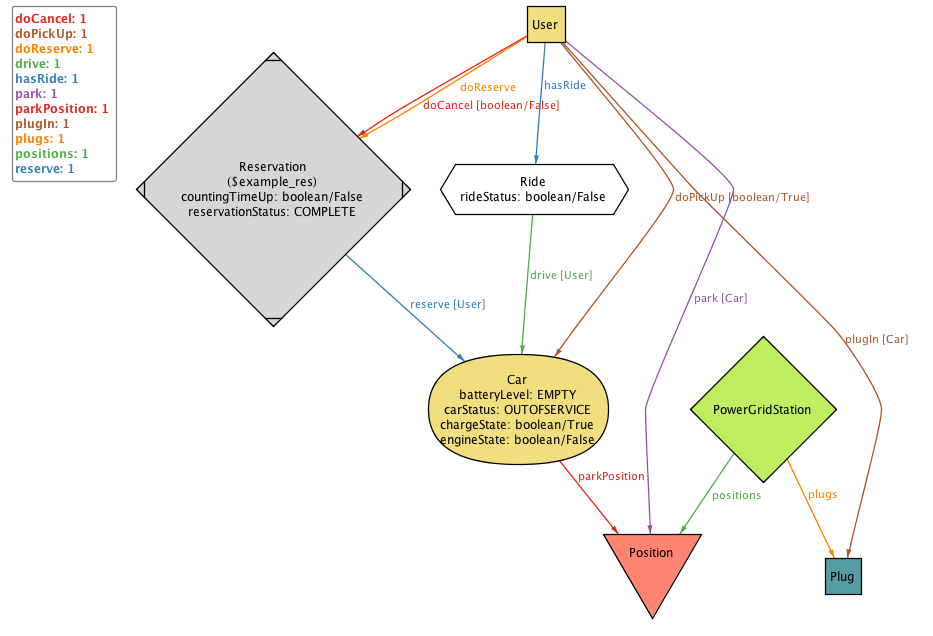 doCancel: 1
doPickUp: 1
doReserve: 1
drive: 1
hasRide: 1
park: 1
parkPosition: 1
plugIn: 1
plugs: 1
positions: 1
reserve: 1
User
doReserve
hasRide
doCancel [boolean/False]
Reservation
($example_res)
countingTimeUp: boolean/False
reservationStatus: COMPLETE
Ride
rideStatus: boolean/False
doPickUp [boolean/True]
drive [User]
park [Car]
reserve [User]
plugIn [Car]
Car
batteryLevel: EMPTY
carStatus: OUTOFSERVICE
chargeState: boolean/True
engineState: boolean/False
PowerGridStation
parkPosition
positions
plugs
Position
Plug